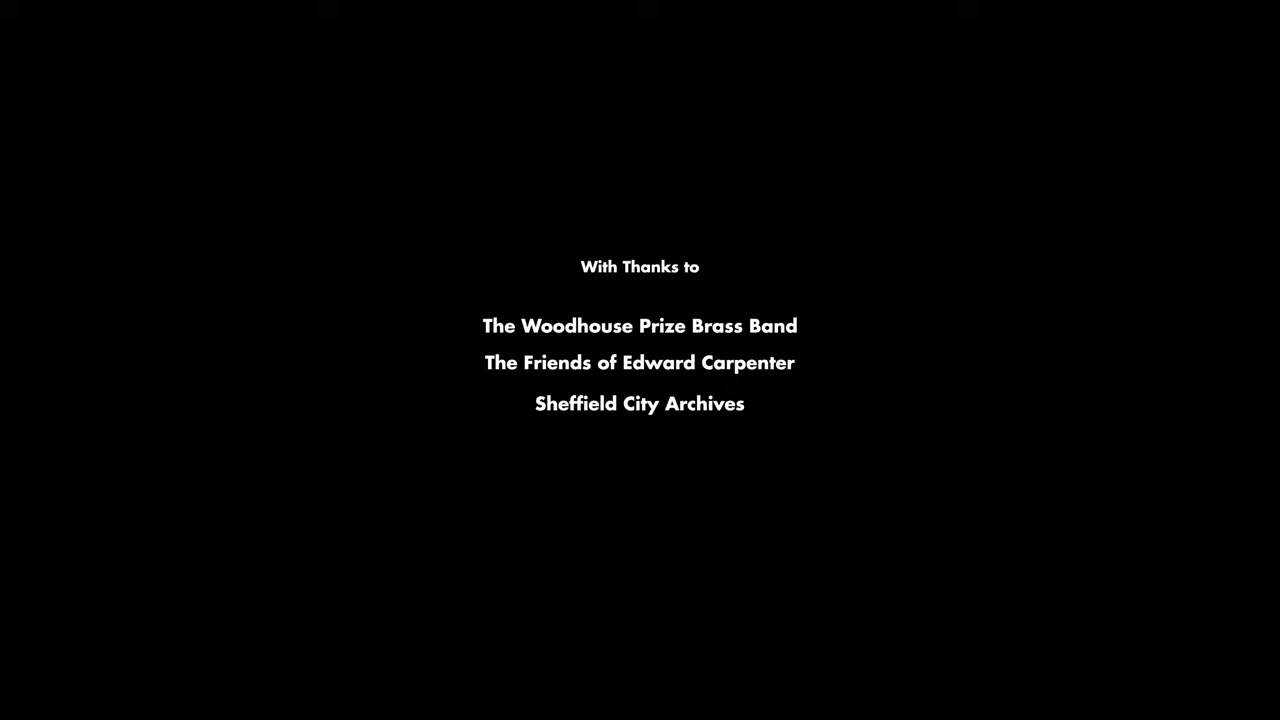 With Thanks to
The Woodhouse Prize Brass Band
The Friends of Edward Carpenter
Sheffield City Archives